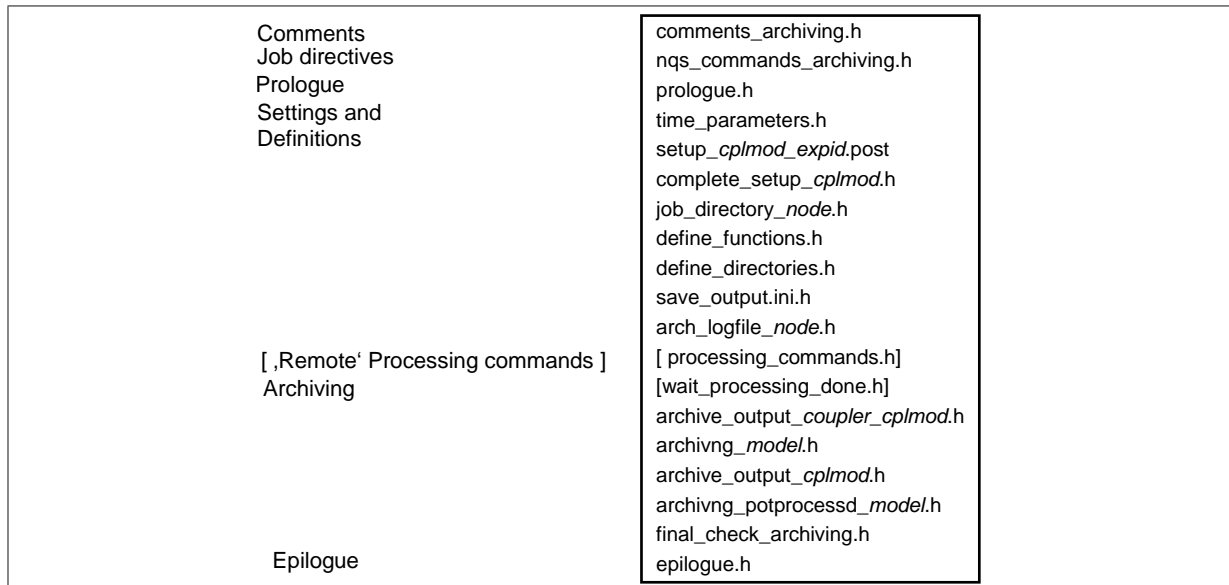 Comments
Job directives
Prologue
Settings and
Definitions
[ ‚Remote‘ Processing commands ]
Archiving
Epilogue
comments_archiving.h
nqs_commands_archiving.h
prologue.h
time_parameters.h
setup_cplmod_expid.post
complete_setup_cplmod.h
job_directory_node.h
define_functions.h
define_directories.h
save_output.ini.h
arch_logfile_node.h
[ processing_commands.h]
[wait_processing_done.h]
archive_output_coupler_cplmod.h
archivng_model.h
archive_output_cplmod.h
archivng_potprocessd_model.h
final_check_archiving.h
epilogue.h